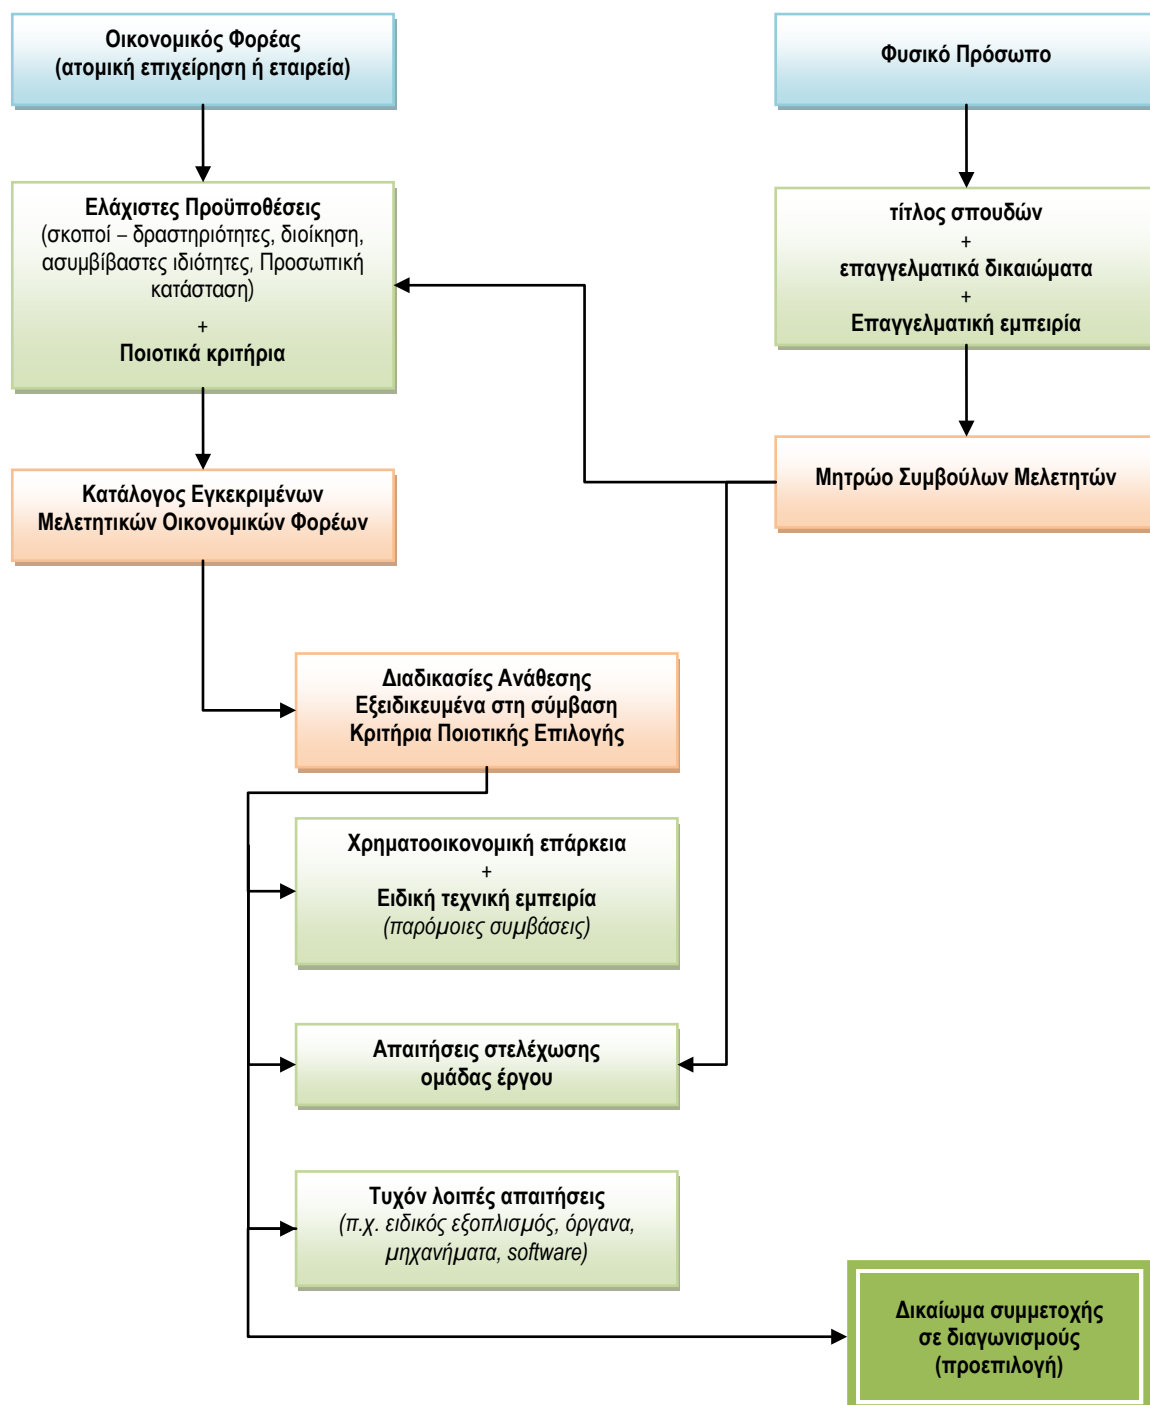 Οικονομικός Φορέας
(ατομική επιχείρηση ή εταιρεία)
Φυσικό Πρόσωπο
Ελάχιστες Προϋποθέσεις
(σκοποί – δραστηριότητες, διοίκηση,
ασυμβίβαστες ιδιότητες, Προσωπική
κατάσταση)
+
Ποιοτικά κριτήρια
τίτλος σπουδών
+
επαγγελματικά δικαιώματα
+
Επαγγελματική εμπειρία
Κατάλογος Εγκεκριμένων
Μελετητικών Οικονομικών Φορέων
Μητρώο Συμβούλων Μελετητών
Διαδικασίες Ανάθεσης
Εξειδικευμένα στη σύμβαση
Κριτήρια Ποιοτικής Επιλογής
Χρηματοοικονομική επάρκεια
+
Ειδική τεχνική εμπειρία
(παρόμοιες συμβάσεις)
Απαιτήσεις στελέχωσης
ομάδας έργου
Τυχόν λοιπές απαιτήσεις
(π.χ. ειδικός εξοπλισμός, όργανα,
μηχανήματα, software)
Δικαίωμα συμμετοχής
σε διαγωνισμούς
(προεπιλογή)